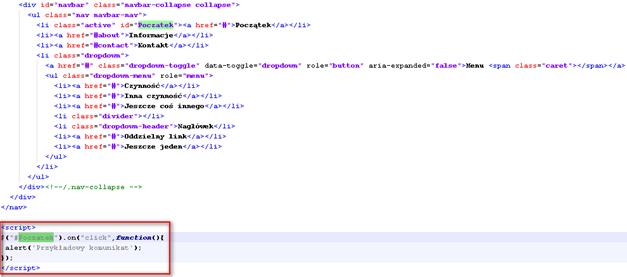 <div id="navbar" class="navbar-collapse collapse">
<ul class="nav navbar-nav">
<li class="active" id="Poczatek"><a href="#">Początek</a></li>
<li><a href="#about">Informacje</a></li>
<li><a href="#contact">Kontakt</a></li>
<li class="dropdown">
<a href="#" class="dropdown-toggle" data-toggle="dropdown" role="button" aria-expanded="false">Menu <span class="caret"></span></a>
<ul class="dropdown-menu" role="menu">
<li><a href="#">Czynność</a></li>
<li><a href="#">Inna czynność</a></li>
<li><a href="#">Jeszcze coś innego</a></li>
<li class="divider"></li>
<li class="dropdown-header">Nagłówek</li>
<li><a href="#">Oddzielny link</a></li>
<li><a href="#">Jeszcze jeden</a></li>
</ul>
</li>
</ul>
</div><!--/.nav-collapse -->
</div>
</nav>
<script>
$("#Poczatek").on("click",function(){
alert('Przykładowy komunikat');
});
</script>